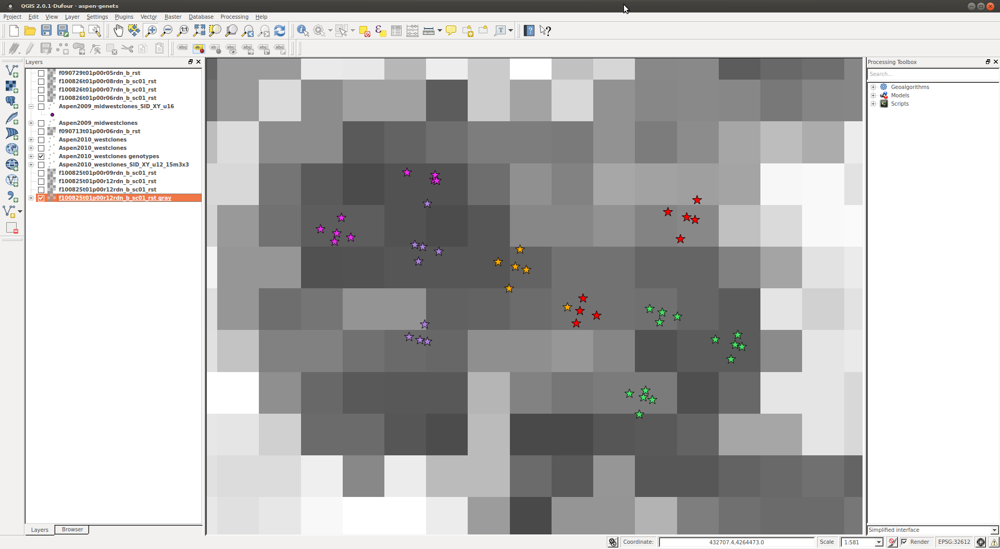 QGIS 2.0.1-Dufour - aspen-genets
Project Edit View Layer Settings Plugins Vector Raster Database Processing Help
Layers
f090729t01p00r05rdn_b_rst
f100826t01p00r08rdn_b_sc01_rst
f100826t01p00r07rdn_b_sc01_rst
f100826t01p00r06rdn_b_sc01_rst
Aspen2009_midwestclones_SID_XY_u16
Aspen2009_midwestclones
f090713t01p00r06rdn_b_rst
Aspen2010_westclones
Aspen2010_westclones
Aspen2010_westclones genotypes
Aspen2010_westclones_SID_XY_u12_15m3x3
f100825t01p00r09rdn_b_sc01_rst
f100825t01p00r12rdn_b_sc01_rst
f100825t01p00r12rdn_b_sc01_rst
f100825t01p00r12rdn_b_sc01_rst gray
Layers Browser
Processing Toolbox
Search...
Geoalgorithms
Models
Scripts
Simplified interface
Coordinate: 432707.4,4264473.0 Scale 1:581 Render EPSG:32612